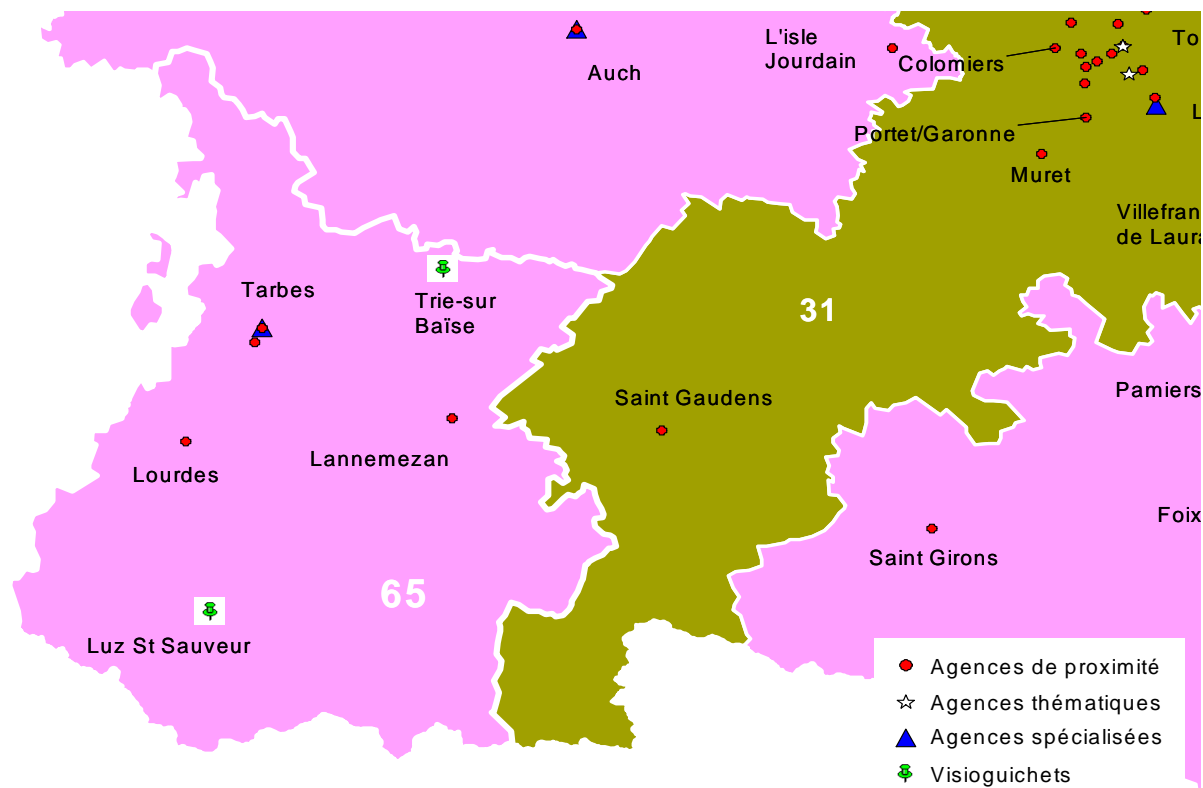 L'isle
Jourdain
Colomiers
To
Auch
L
Portet/Garonne
Muret
Villefran
de Laura
Tarbes
Trie-sur
Baïse
31
Saint Gaudens
Pamiers
Lourdes
Lannemezan
Foix
Saint Girons
65
Luz St Sauveur
Agences de proximité
Agences thématiques
Agences spécialisées
Visioguichets